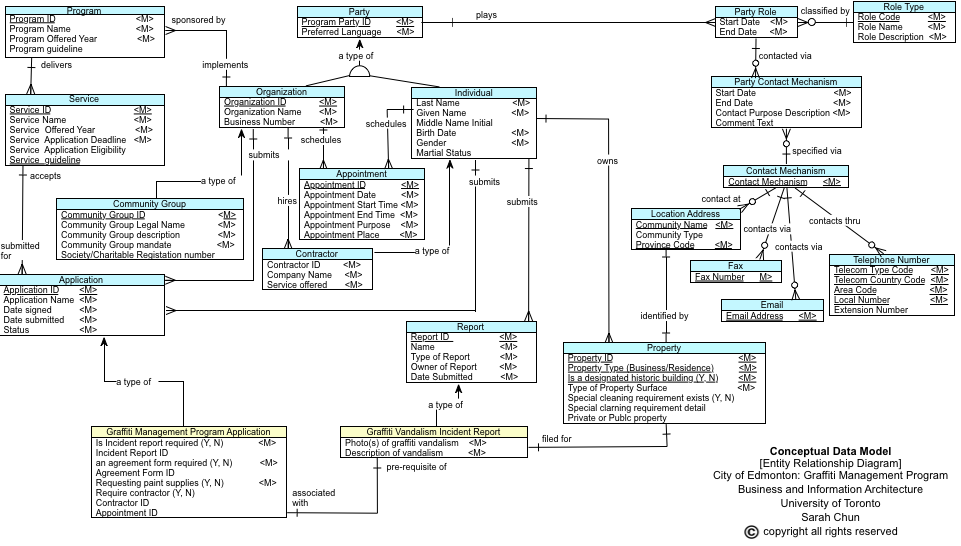 Program
Program ID <M>
Program Name <M>
Program Offered Year <M>
Program guideline
sponsored by
implements
delivers
Service
Service ID <M>
Service Name <M>
Service Offered Year <M>
Service Application Deadline <M>
Service Application Eligibility
Service guideline
accepts
Party
Program Party ID <M>
Preferred Language <M>
plays
Party Role
Start Date <M>
End Date <M>
classified by
Role Type
Role Code <M>
Role Name <M>
Role Description <M>
a type of
Organization
Organization ID <M>
Organization Name <M>
Business Number <M>
Individual
Last Name <M>
Given Name <M>
Middle Name Initial
Birth Date <M>
Gender <M>
Martial Status
schedules
schedules
submits
hires
owns
submits
submits
contacted via
Party Contact Mechanism
Start Date <M>
End Date <M>
Contact Purpose Description <M>
Comment Text
specified via
Contact Mechanism
Contact Mechanism <M>
contact at
contacts via
contacts via
contacts thru
Appointment
Appointment ID <M>
Appointment Date <M>
Appointment Start Time <M>
Appointment End Time <M>
Appointment Purpose <M>
Appointment Place <M>
a type of
Community Group
Community Group ID <M>
Community Group Legal Name <M>
Community Group description <M>
Community Group mandate <M>
Society/Charitable Registation number
Contractor
Contractor ID <M>
Company Name <M>
Service offered <M>
a type of
Location Address
Community Name <M>
Community Type
Province Code <M>
Fax
Fax Number M>
Email
Email Address <M>
Telephone Number
Telecom Type Code <M>
Telecom Country Code <M>
Area Code <M>
Local Number <M>
Extension Number
submitted
for
Application
Application ID <M>
Application Name <M>
Date signed <M>
Date submitted <M>
Status <M>
identified by
Report
Report ID <M>
Name <M>
Type of Report <M>
Owner of Report <M>
Date Submitted <M>
Property
Property ID <M>
Property Type (Business/Residence) <M>
Is a designated historic building (Y, N) <M>
Type of Property Surface <M>
Special cleaning requirement exists (Y, N)
Special clarning requirement detail
Private or Public property
a type of
a type of
Graffiti Management Program Application
Is Incident report required (Y, N) <M>
Incident Report ID
an agreement form required (Y, N) <M>
Agreement Form ID
Requesting paint supplies (Y, N) <M>
Require contractor (Y, N)
Contractor ID
Appointment ID
Graffiti Vandalism Incident Report
Photo(s) of graffiti vandalism <M>
Description of vandalism <M>
filed for
pre-requisite of
associated
with
Conceptual Data Model
[Entity Relationship Diagram]
City of Edmonton: Graffiti Management Program
Business and Information Architecture
University of Toronto
Sarah Chun
© copyright all rights reserved